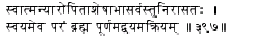 स्वात्मन्यारोपिताशेषाभासवस्तुनिरासतः ।
स्वयमेव परं ब्रह्म पूर्णमद्वयमक्रियम् ॥ ३९७॥